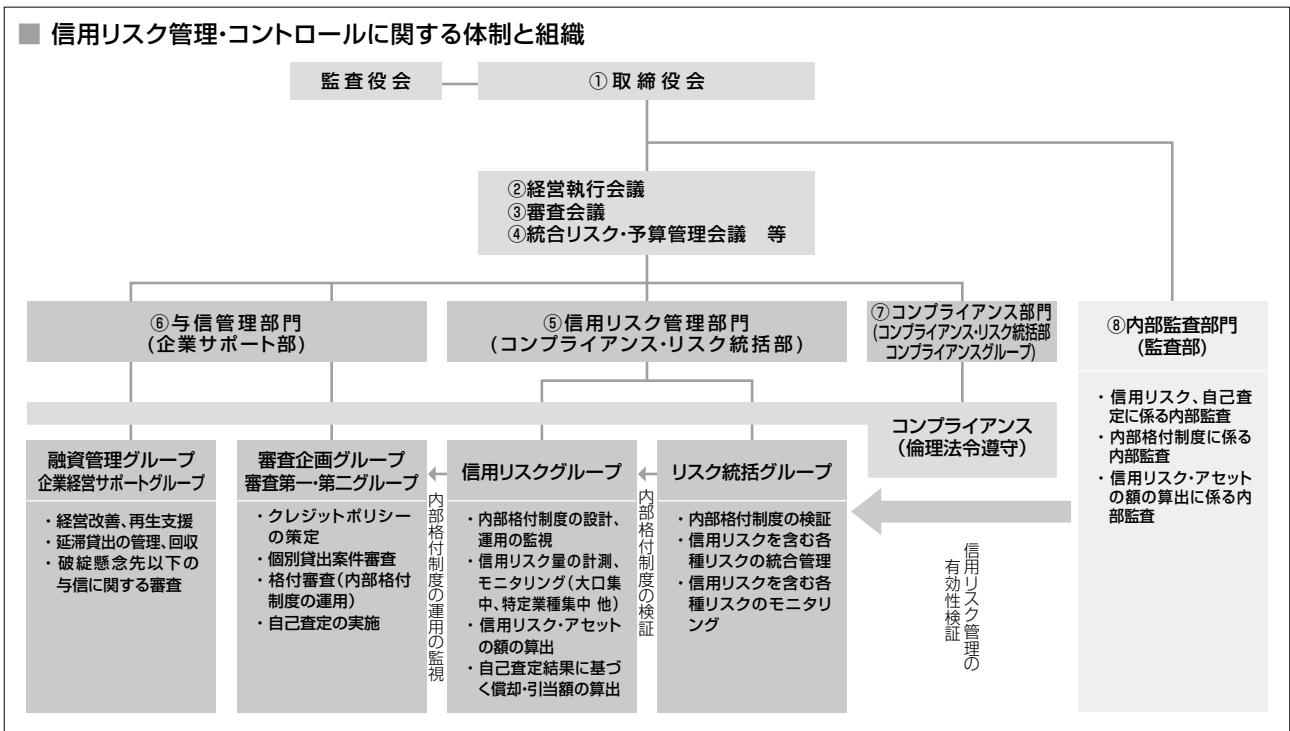 ■ 信用リスク管理・コントロールに関する体制と組織
監査役会
①取締役会
②経営執行会議
③審査会議
④統合リスク・予算管理会議　等
⑥与信管理部門
(企業サポート部)
⑤信用リスク管理部門
(コンプライアンス・リスク統括部)
⑦コンプライアンス部門
(コンプライアンス・リスク統括部
コンプライアンスグループ)
⑧内部監査部門
(監査部)
・信用リスク、自己査
定に係る内部監査
・内部格付制度に係る
内部監査
・信用リスク・アセット
の額の算出に係る内
部監査
コンプライアンス
（倫理法令遵守）
融資管理グループ
企業経営サポートグループ
・経営改善、再生支援
・延滞貸出の管理、回収
・破綻懸念先以下の
与信に関する審査
審査企画グループ
審査第一・第二グループ
・クレジットポリシー
の策定
・個別貸出案件審査
・格付審査（内部格付
制度の運用）
・自己査定の実施
内部格付制度の運用の監視
信用リスクグループ
・内部格付制度の設計、
運用の監視
・信用リスク量の計測、
モニタリング（大口集
中、特定業種集中 他）
・信用リスク・アセット
の額の算出
・自己査定結果に基づ
く償却・引当額の算出
内部格付制度の検証
リスク統括グループ
・内部格付制度の検証
・信用リスクを含む各
種リスクの統合管理
・信用リスクを含む各
種リスクのモニタリ
ング
信用リスク管理の
有効性検証